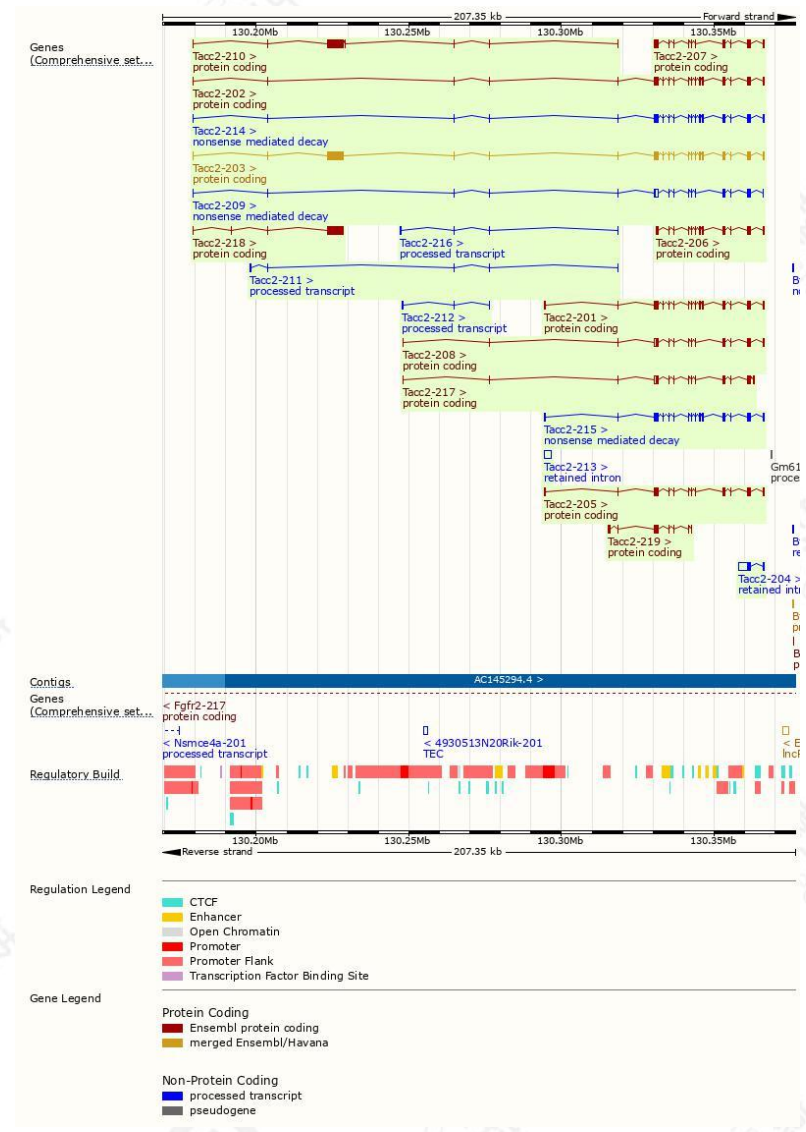 207.35 kb
Forward strand
130.20Mb 130.25Mb 130.30Mb 130.35Mb
Genes
(Comprehensive set...
Tacc2-210 >
protein coding
Tacc2-207 >
protein coding
Tacc2-202 >
protein coding
Tacc2-214 >
nonsense mediated decay
Tacc2-203 >
protein coding
Tacc2-209 >
nonsense mediated decay
Tacc2-218 >
protein coding
Tacc2-216 >
processed transcript
Tacc2-206 >
protein coding
Tacc2-211 >
processed transcript
B
Tacc2-212 >
processed transcript
Tacc2-201 >
protein coding
Tacc2-208 >
protein coding
Tacc2-217 >
protein coding
Tacc2-215 >
nonsense mediated decay
Tacc2-213 >
retained intron
Gm61
proce
Tacc2-205 >
protein coding
Tacc2-219 >
protein coding
B
re
Tacc2-204 >
retained intr
B
B
p
Contigs
AC145294.4 >
Genes
(Comprehensive set...
< Fgfr2-217
protein coding
< Nsmce4a-201
processed transcript
< 4930513N20Rik-201
TEC
Regulatory Build
130.20Mb 130.25Mb 130.30Mb 130.35Mb
Reverse strand
207.35 kb
Regulation Legend
CTCF
Enhancer
Open Chromatin
Promoter
Promoter Flank
Transcription Factor Binding Site
Gene Legend
Protein Coding
Ensembl protein coding
merged Ensembl/Havana
Non-Protein Coding
processed transcript
pseudogene